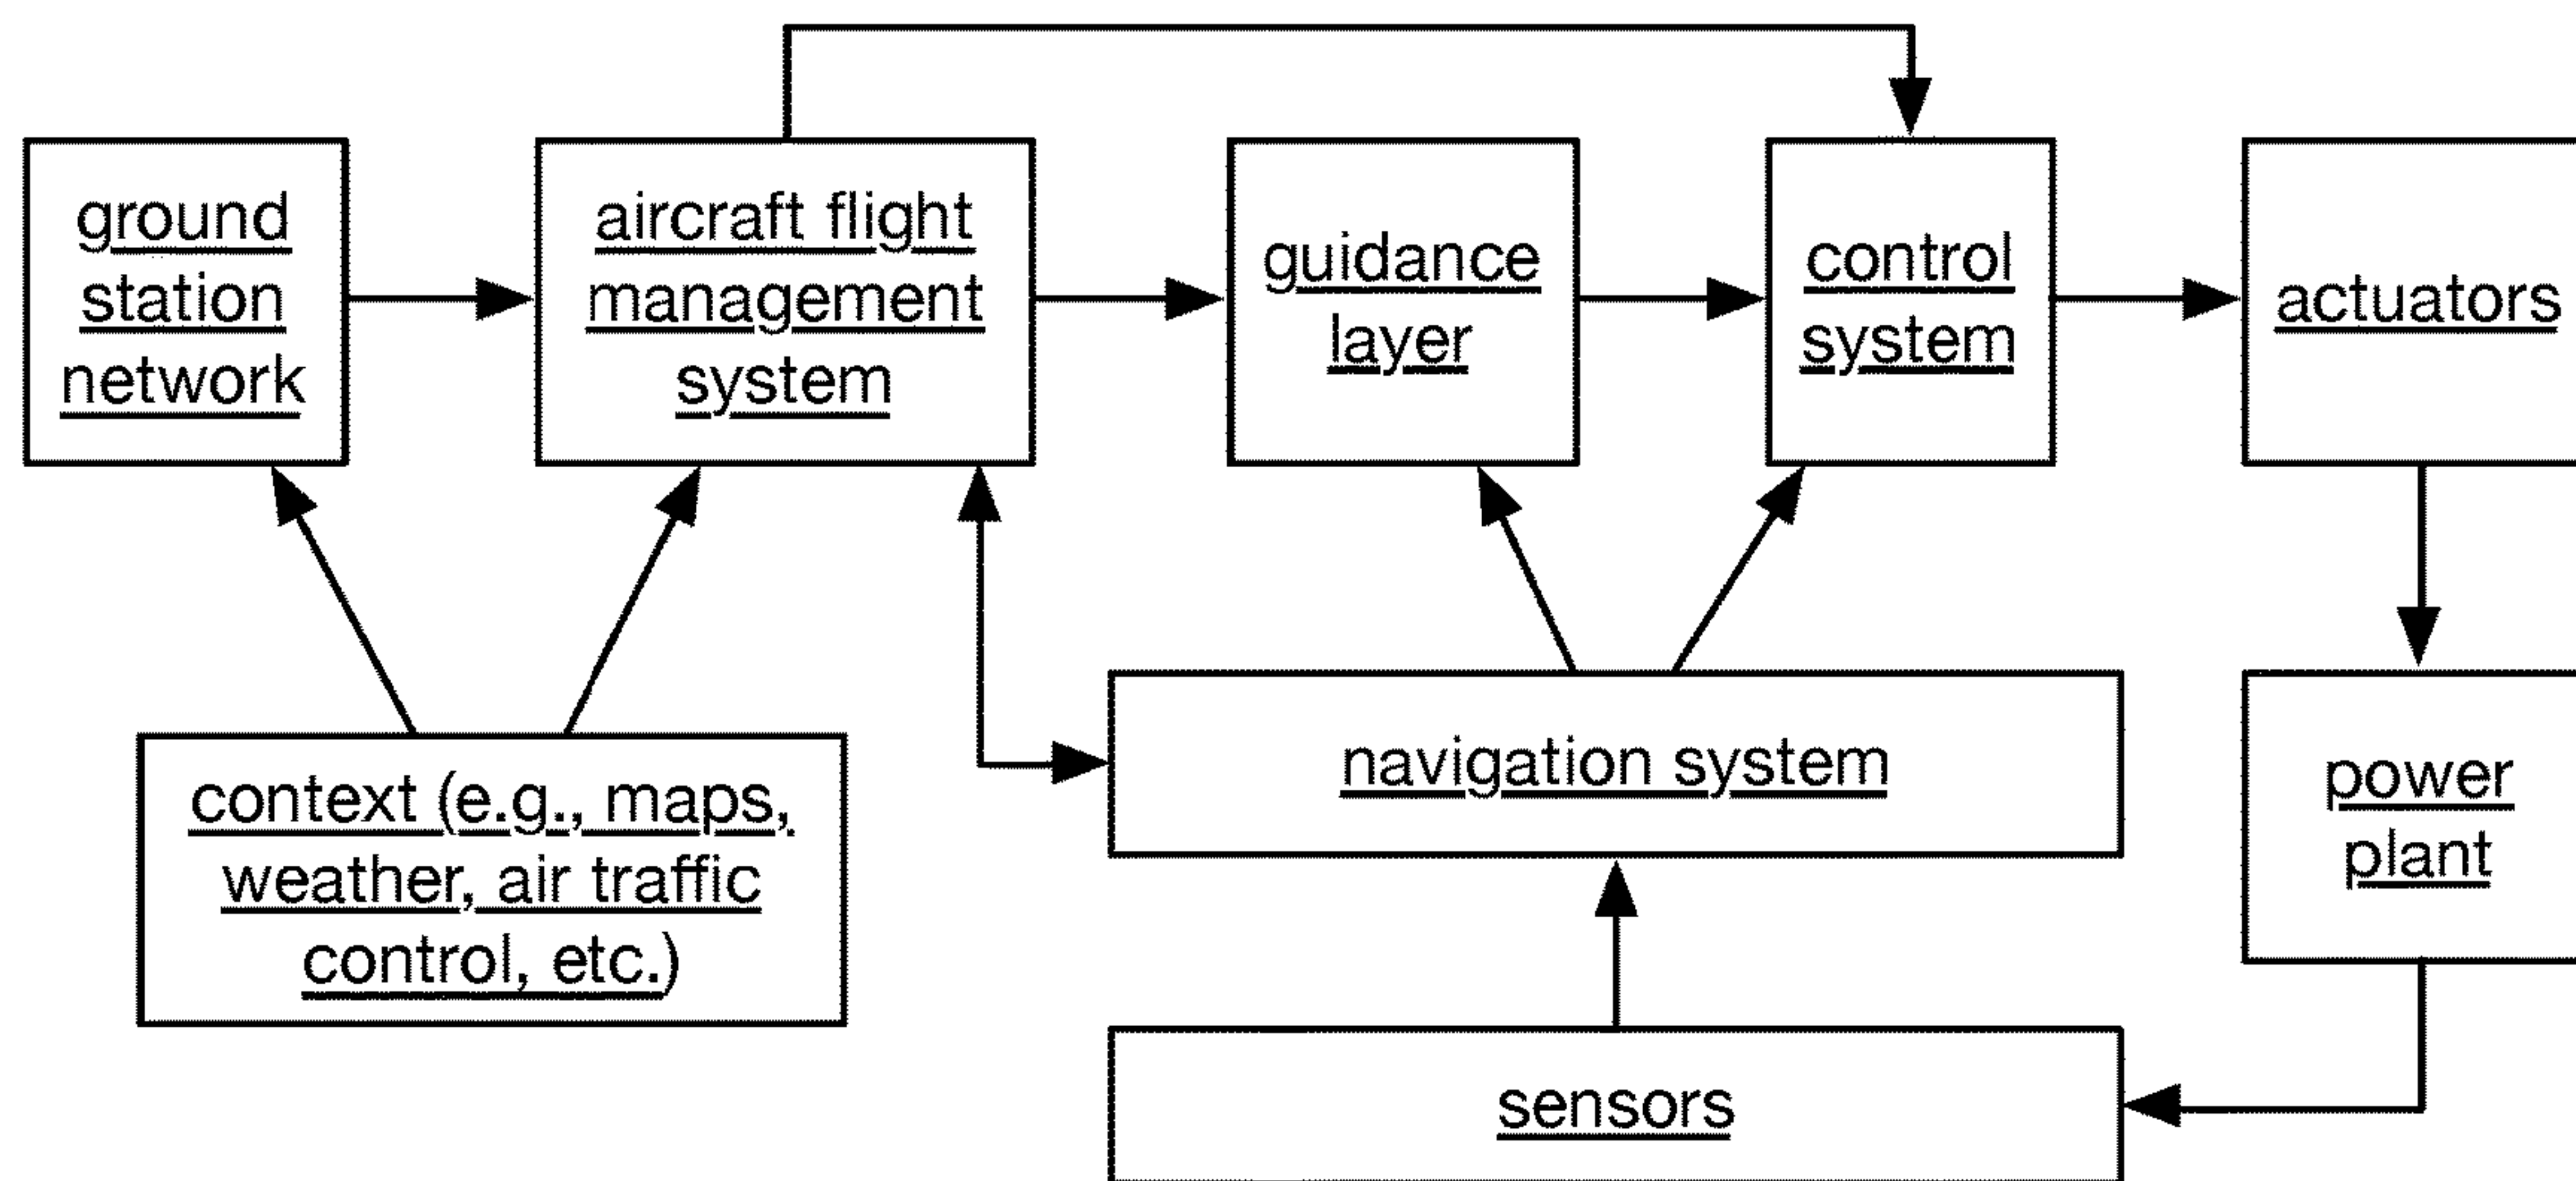 ground
station
network
aircraft flight
management
system
guidance
layer
control
system
actuators
context (e.g., maps,
weather, air traffic
control, etc.)
navigation system
power
plant
sensors